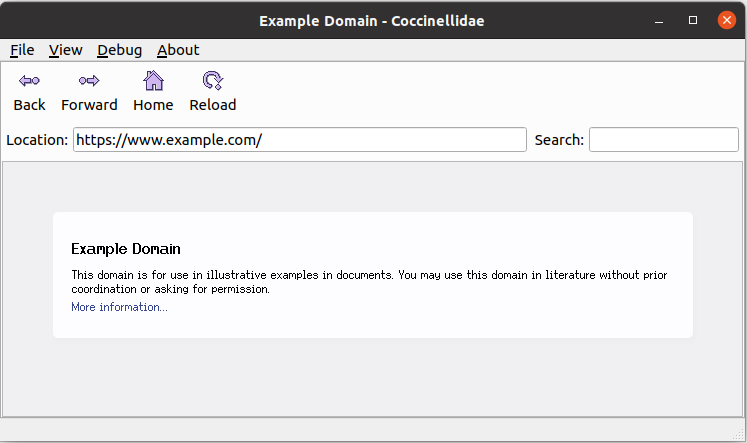 Example Domain - Coccinellidae
File View Debug About
Back Forward Home Reload
Location: https://www.example.com/ Search:
Example Domain
This domain is for use in illustrative examples in documents. You may use this domain in literature without prior
coordination or asking for permission.
More information...